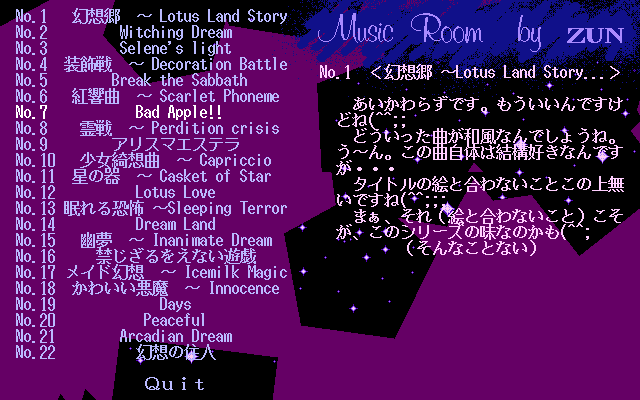 No.1 幻想郷 ～ Lotus Land Story
No.2 Witching Dream
No.3 Selene's light
No.4 装飾戦 ～ Decoration Battle
No.5 Break the Sabbath
No.6 紅響曲 ～ Scarlet Phoneme
No.7 Bad Apple!!
No.8 霊戦 ～ Perdition crisis
No.9 アリスマエステラ
No.10 少女綺想曲 ～ Capriccio
No.11 星の器 ～ Casket of Star
No.12 Lotus Love
No.13 眠れる恐怖 ～Sleeping Terror
No.14 Dream Land
No.15 幽夢 ～ Inanimate Dream
No.16 禁じざるをえない遊戯
No.17 メイド幻想 ～ Icemilk Magic
No.18 かわいい悪魔 ～ Innocence
No.19 Days
No.20 Peaceful
No.21 Arcadian Dream
No.22 幻想の住人
Quit
Music Room by ZUN
No.1 ＜幻想郷 ～Lotus Land Story...＞
あいかわらずです。もういいんですけ
どね(^^;;
どういった曲が和風なんでしょうね。
う～ん。この曲自体は結構好きなんです
が・・・
タイトルの絵と合わないことこの上無
いですね(^^;;;
まぁ、それ（絵と合わないこと）こそ
が、このシリーズの味なのかも(^^;
（そんなことない）